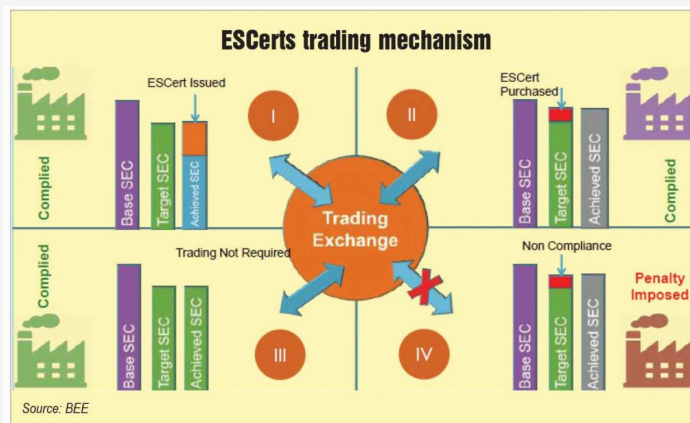 ESCerts trading mechanism
ESCert Issued
I
Complied
Base SEC
Target SEC
Achieved SEC
II
ESCert
Purchased
Base SEC
Target SEC
Achieved SEC
Complied
Trading
Exchange
Complied
Trading Not Required
Base SEC
Target SEC
Achieved SEC
III
IV
Non Compliance
Base SEC
Target SEC
Achieved SEC
Penalty
Imposed
Source: BEE